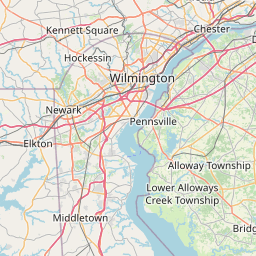 Kennett Square
Chester
Hockessin
Wilmington
Newark
Pennsville
Elkton
Alloway Township
Lower Alloways
Creek Township
Middletown